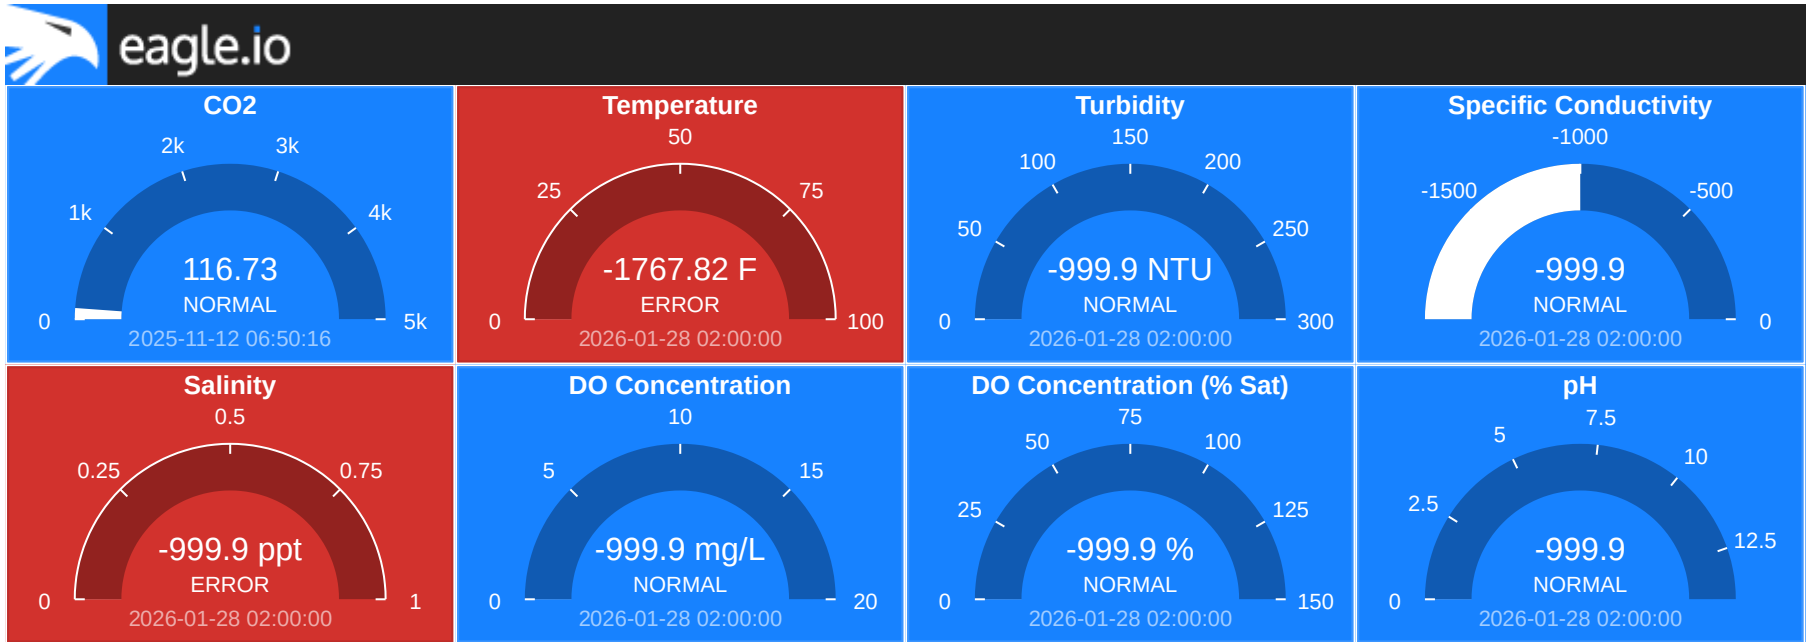 eagle.io
CO2
0
1k
2k
3k
4k
5k
116.73
NORMAL
2025-11-12 06:50:16
Temperature
0
25
50
75
100
-1767.82 F
ERROR
2026-01-28 02:00:00
Turbidity
0
50
100
150
200
250
300
-999.9 NTU
NORMAL
2026-01-28 02:00:00
Specific Conductivity
-1500
-1000
-500
0
-999.9
NORMAL
2026-01-28 02:00:00
Salinity
0
0.25
0.5
0.75
1
-999.9 ppt
ERROR
2026-01-28 02:00:00
DO Concentration
0
5
10
15
20
-999.9 mg/L
NORMAL
2026-01-28 02:00:00
DO Concentration (% Sat)
0
25
50
75
100
125
150
-999.9 %
NORMAL
2026-01-28 02:00:00
pH
0
2.5
5
7.5
10
12.5
-999.9
NORMAL
2026-01-28 02:00:00